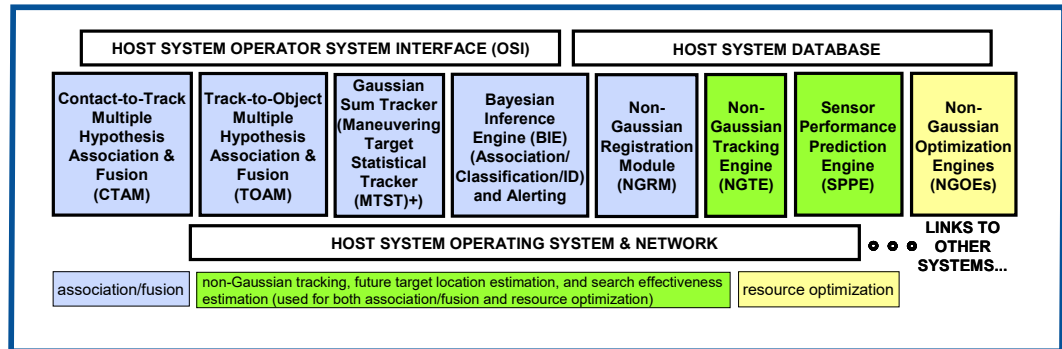 HOST SYSTEM OPERATOR SYSTEM INTERFACE (OSI)
HOST SYSTEM DATABASE
Contact-to-Track
Multiple
Hypothesis
Association &
Fusion
(CTAM)
Track-to-Object
Multiple
Hypothesis
Association &
Fusion
(TOAM)
Gaussian
Sum Tracker
(Maneuvering
Target
Statistical
Tracker
(MTST)+)
Bayesian
Inference
Engine (BIE)
(Association/
Classification/ID)
and Alerting
Non-
Gaussian
Registration
Module
(NGRM)
Non-
Gaussian
Tracking
Engine
(NGTE)
Sensor
Performance
Prediction
Engine
(SPPE)
Non-
Gaussian
Optimization
Engines
(NGOEs)
HOST SYSTEM OPERATING SYSTEM & NETWORK
LINKS TO
OTHER
SYSTEMS...
association/fusion
non-Gaussian tracking, future target location estimation, and search effectiveness
estimation (used for both association/fusion and resource optimization)
resource optimization